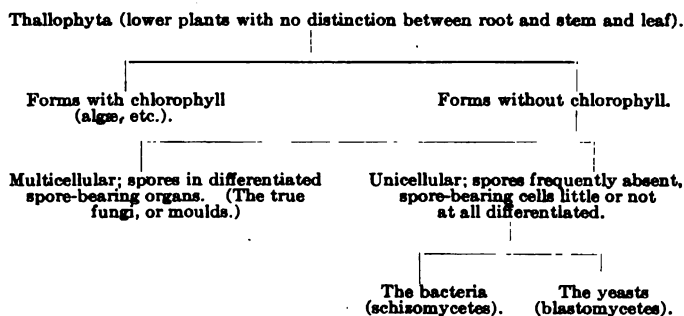 Thallophyta (lower plants with no distinction between root and stem and leaf).
Forms with chlorophyll
(algæ, etc.).
Forms without chlorophyll.
Multicellular; spores in differentiated
spore-bearing organs. (The true
fungi, or moulds.)
Unicellular; spores frequently absent,
spore-bearing cells little or not
at all differentiated.
The bacteria
(schizomycetes).
The yeasts
(blastomycetes).